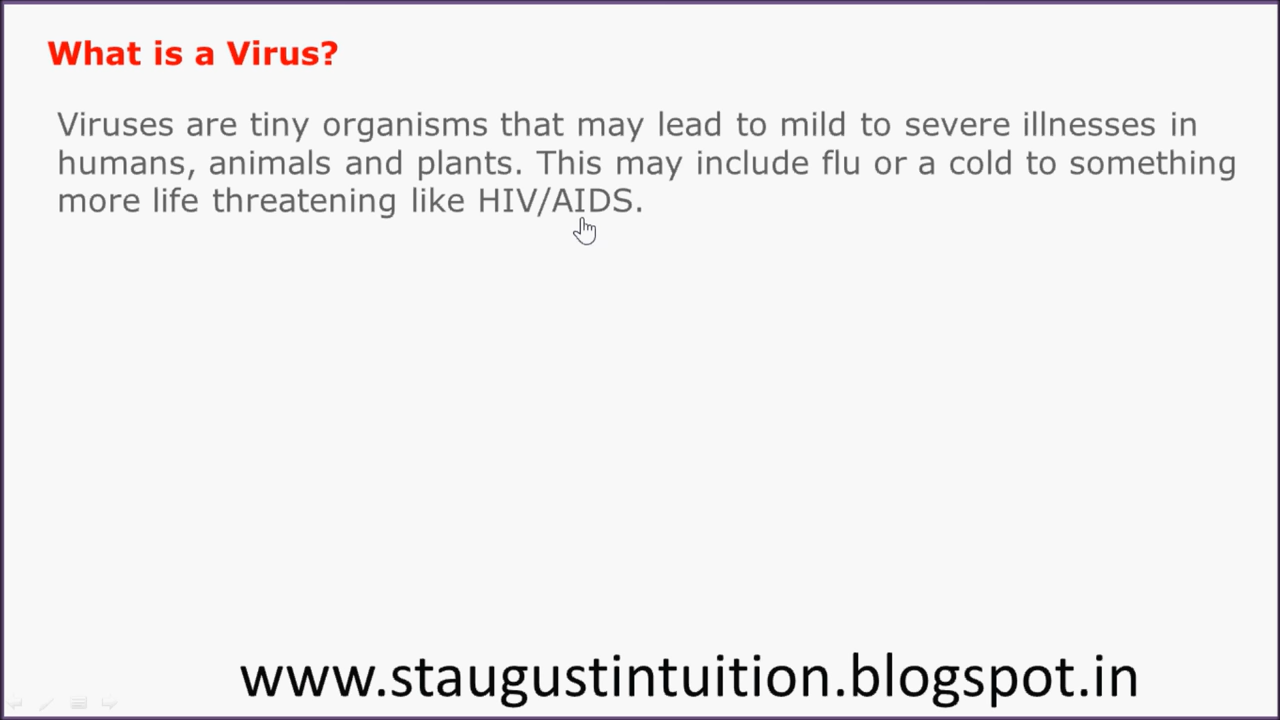 What is a Virus?
Viruses are tiny organisms that may lead to mild to severe illnesses in
humans, animals and plants. This may include flu or a cold to something
more life threatening like HIV/AIDS.
www.staugustintuition.blogspot.in